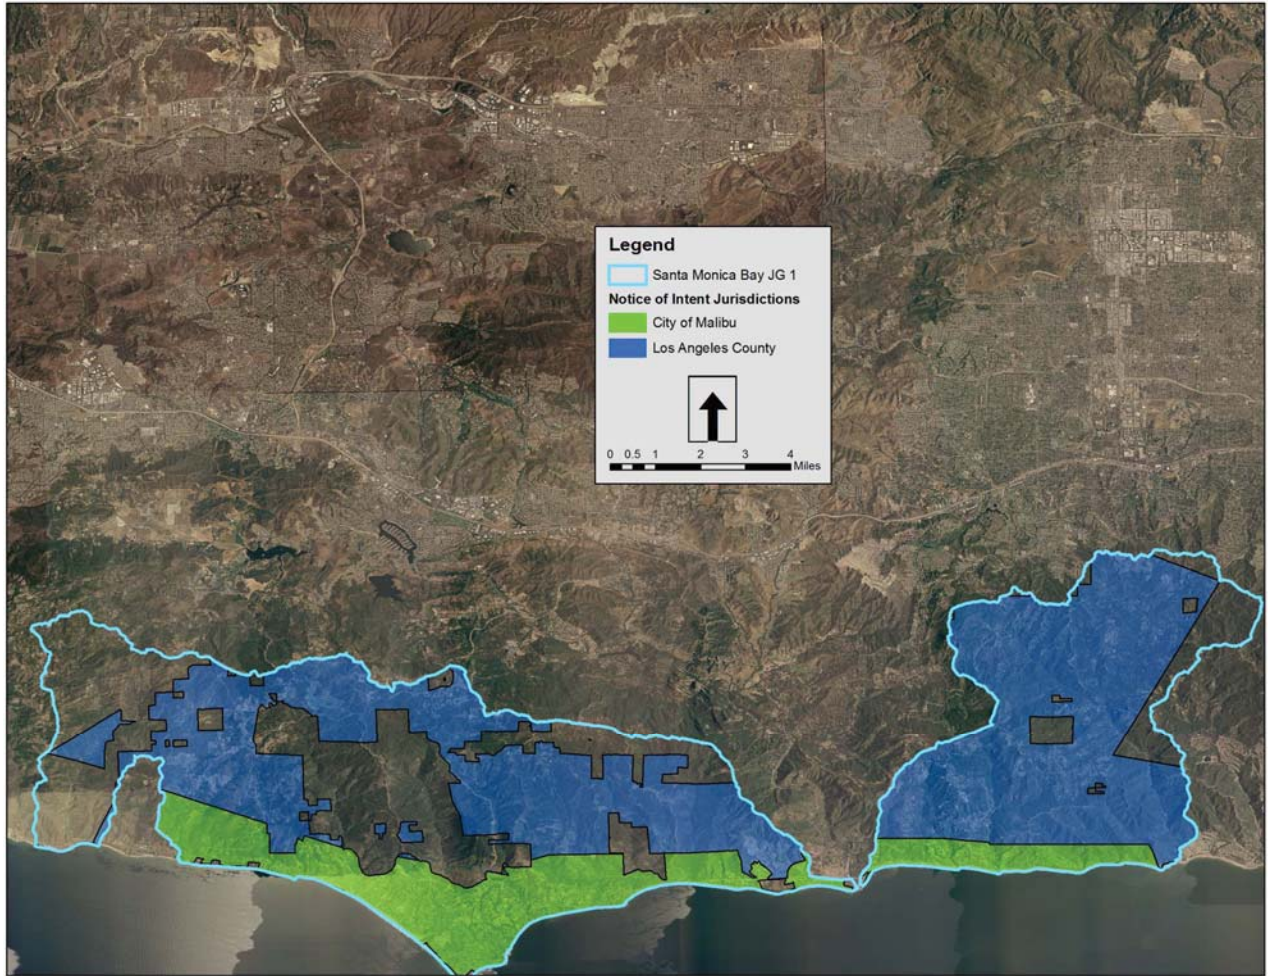 Legend
Santa Monica Bay JG 1
Notice of Intent Jurisdictions
City of Malibu
Los Angeles County
0 0.5 1 2 3 4
Miles